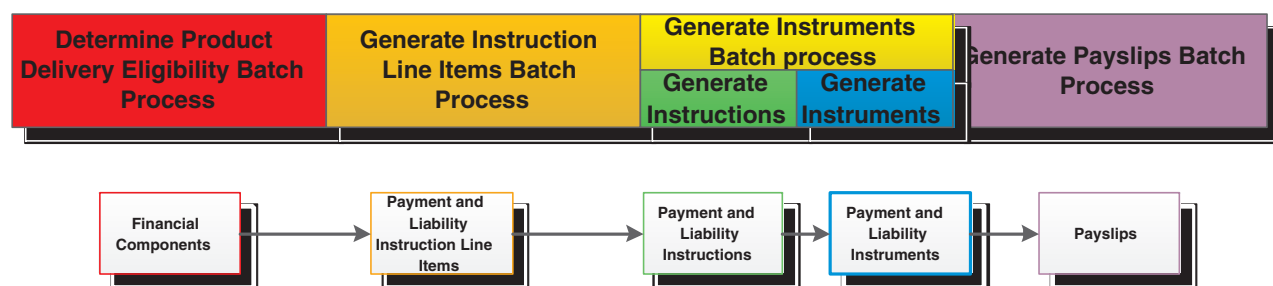 Determine Product
Delivery Eligibility Batch
Process
Generate Instruction
Line Items Batch
Process
Generate Instruments
Batch process
Generate
Instructions
Generate
Instruments
Generate Payslips Batch
Process
Financial
Components
Payment and
Liability
Instruction Line
Items
Payment and
Liability
Instructions
Payment and
Liability
Instruments
Payslips